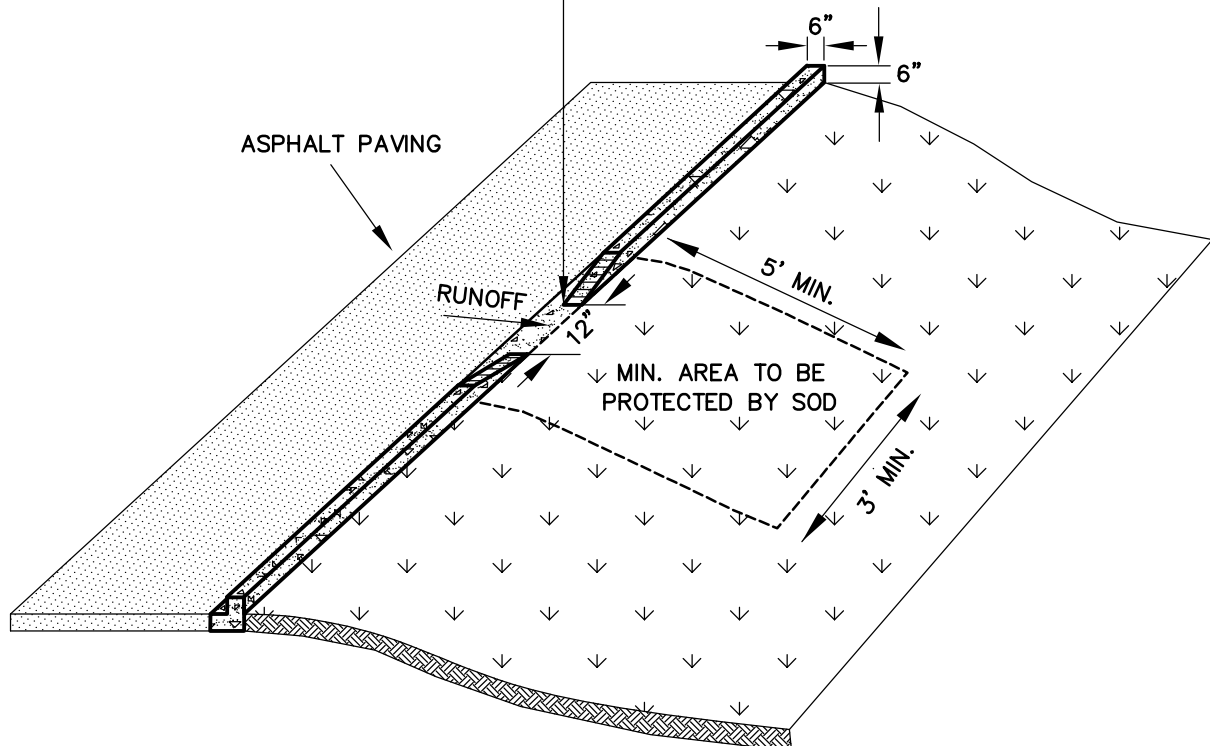 6”
6”
ASPHALT PAVING
5’ MIN.
RUNOFF
12”
MIN. AREA TO BE
PROTECTED BY SOD
3’ MIN.